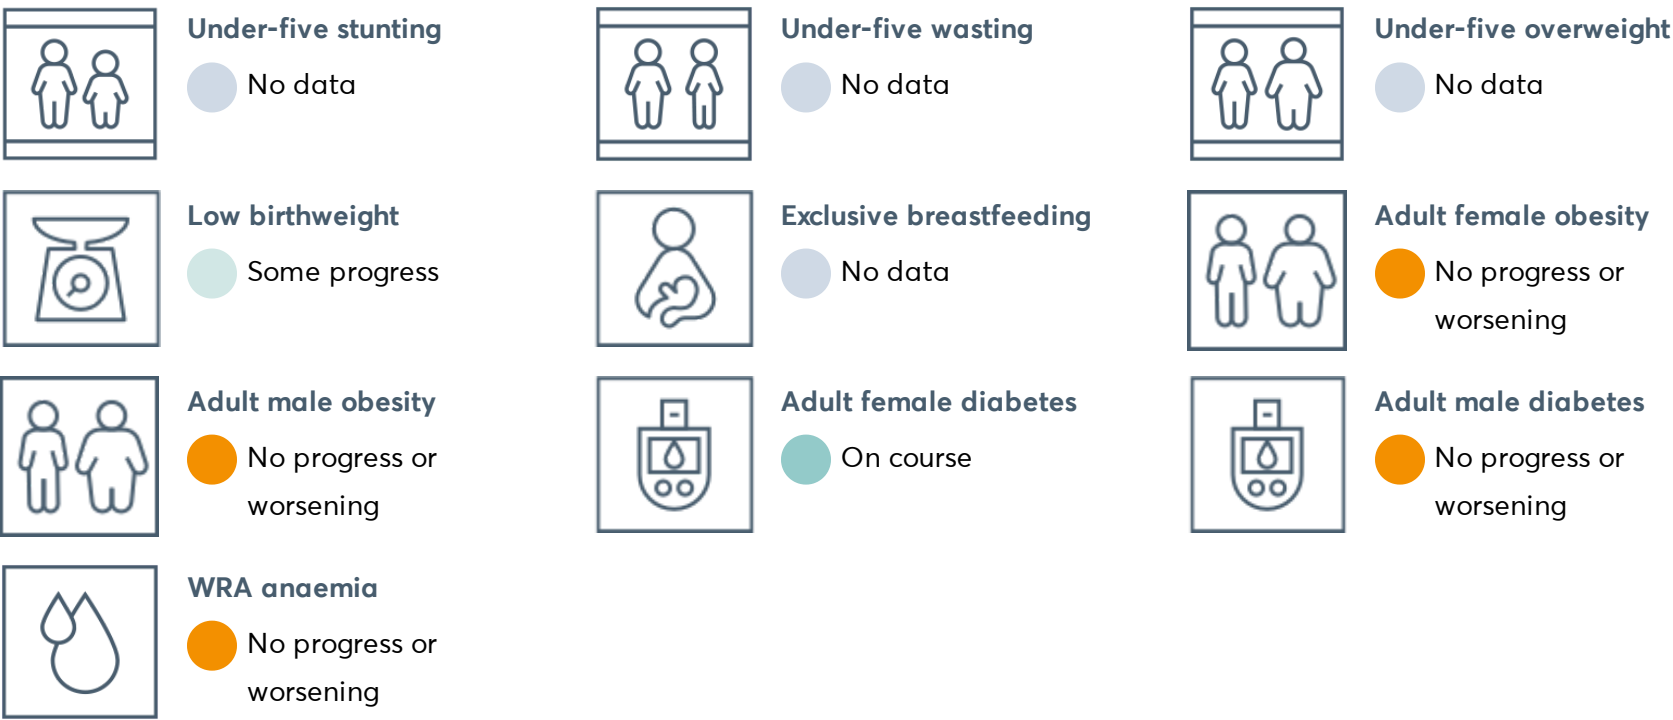 Under-five stunting
No data
Under-five wasting
No data
Under-five overweight
No data
Low birthweight
Some progress
Exclusive breastfeeding
No data
Adult female obesity
No progress or
worsening
Adult male obesity
No progress or
worsening
Adult female diabetes
On course
Adult male diabetes
No progress or
worsening
WRA anaemia
No progress or
worsening